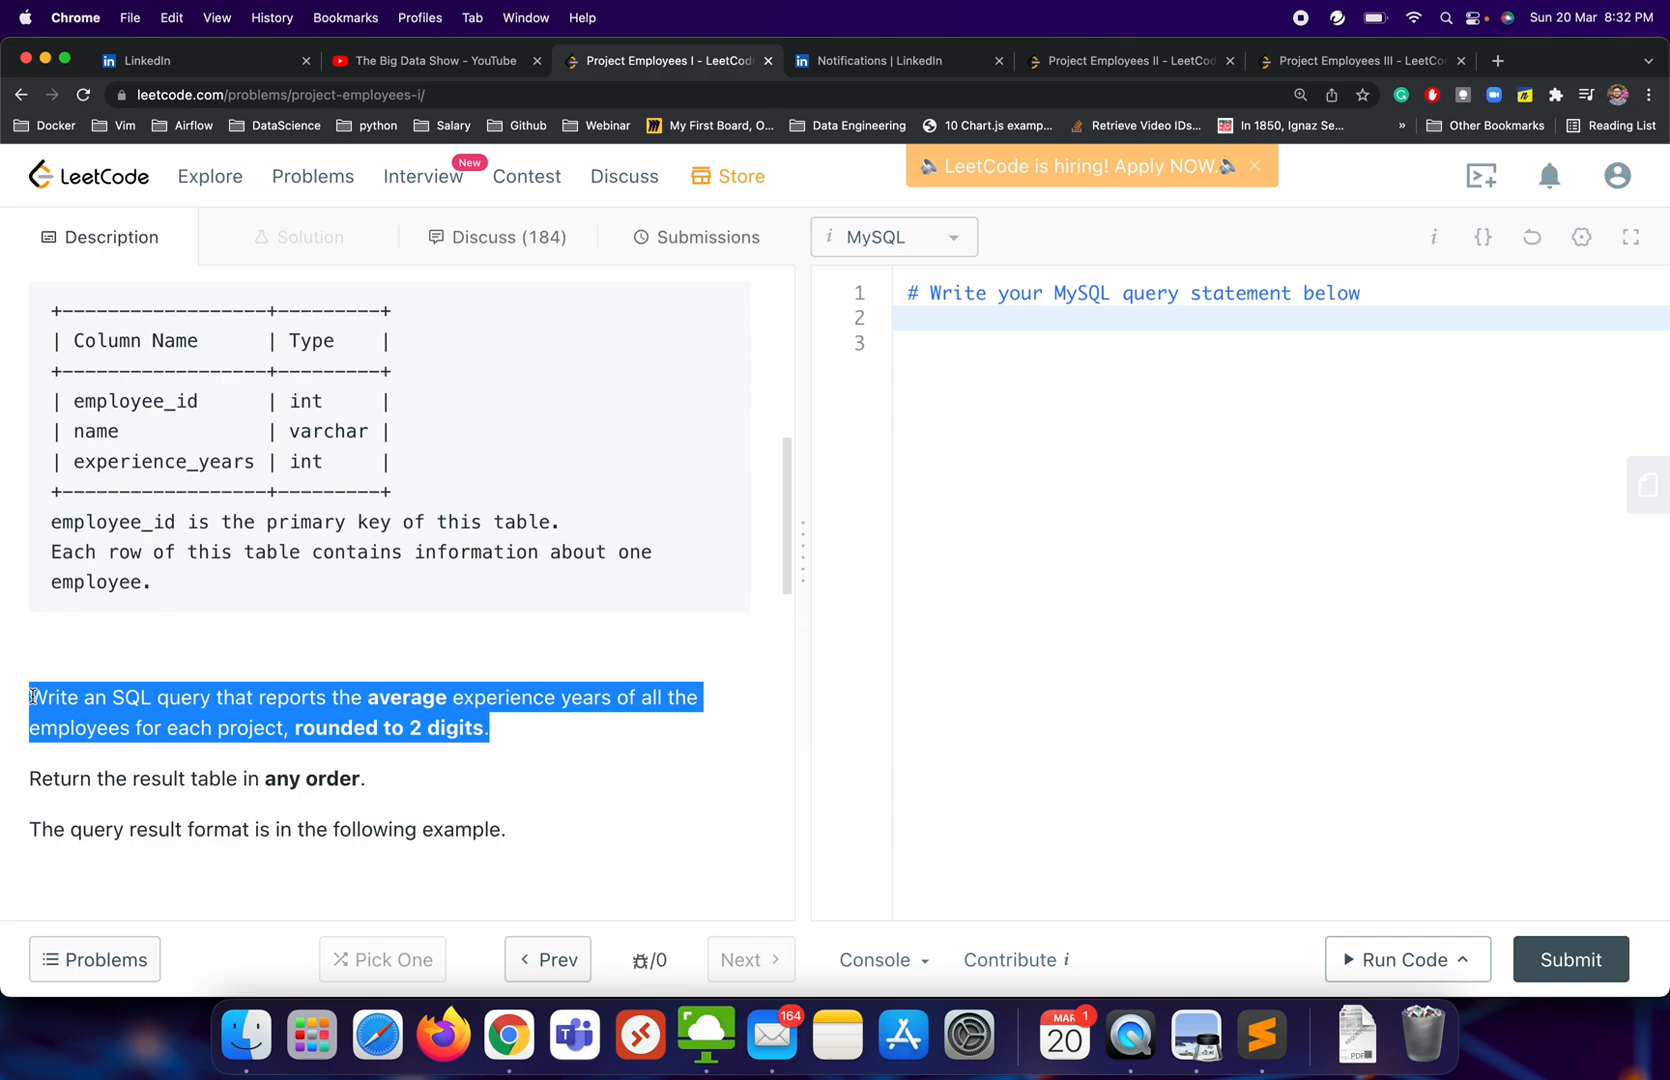 Chrome File Edit View History Bookmarks Profiles Tab Window Help Sun 20 Mar 8:32 PM
LinkedIn The Big Data Show - YouTube Project Employees I - LeetCod Notifications | LinkedIn Project Employees II - LeetCod Project Employees III - LeetCo
leetcode.com/problems/project-employees-i/
Docker Vim Airflow DataScience python Salary Github Webinar My First Board, O... Data Engineering 10 Chart.js examp... Retrieve Video IDs... In 1850, Ignaz Se... » Other Bookmarks Reading List
LeetCode Explore Problems Interview New Contest Discuss Store LeetCode is hiring! Apply NOW.
Description Solution Discuss (184) Submissions i MySQL i {}
+------------------+---------+
| Column Name | Type |
+------------------+---------+
| employee_id | int |
| name | varchar |
| experience_years | int |
+------------------+---------+
employee_id is the primary key of this table.
Each row of this table contains information about one
employee.
Write an SQL query that reports the average experience years of all the
employees for each project, rounded to 2 digits.
Return the result table in any order.
The query result format is in the following example.
1 # Write your MySQL query statement below
2
3
Problems Pick One Prev /0 Next Console Contribute i Run Code Submit
164
MAR 1
20
PDF